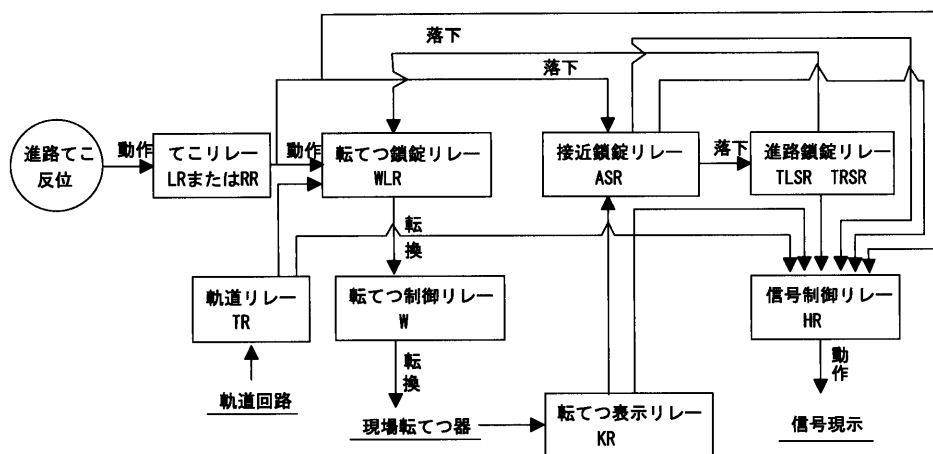 落下
落下
進路てこ
反位
動作
てこリレー
LRまたはRR
動作
転てつ鎖錠リレー
WLR
接近鎖錠リレー
ASR
落下
進路鎖錠リレー
TLSR TRSR
転
換
軌道リレー
TR
転てつ制御リレー
W
信号制御リレー
HR
転
換
動
作
軌道回路
現場転てつ器
転てつ表示リレー
KR
信号現示